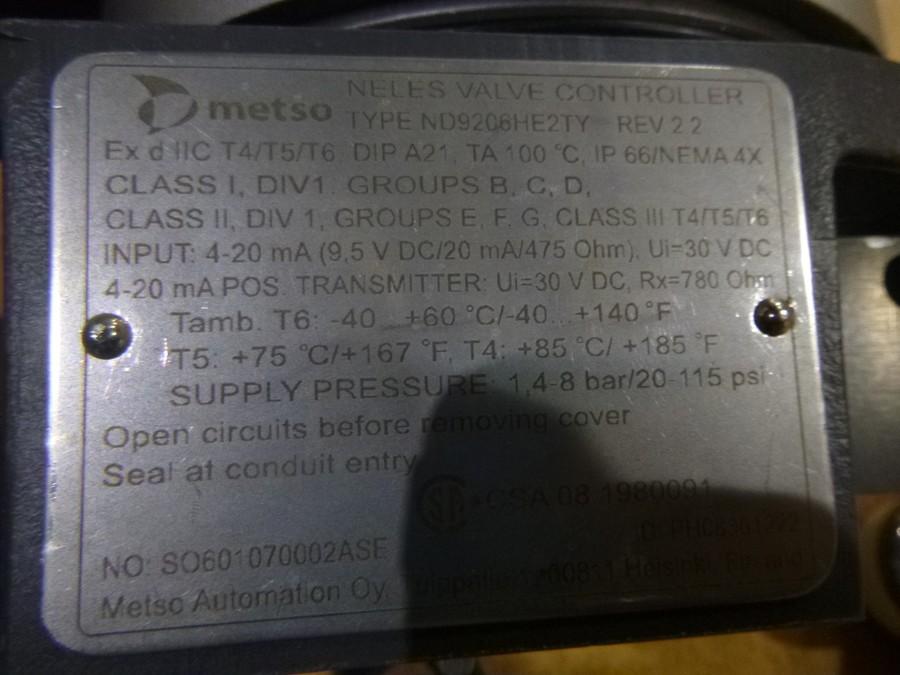 metso NELES VALVE CONTROLLER
TYPE ND9206HE2TY REV 2.2
Ex d IIC T4/T5/T6 DIP A21, TA 100 °C, IP 66/NEMA 4X
CLASS I, DIV1, GROUPS B, C, D,
CLASS II, DIV 1, GROUPS E, F, G, CLASS III T4/T5/T6
INPUT: 4-20 mA (9,5 V DC/20 mA/475 Ohm), Ui=30 V DC
4-20 mA POS. TRANSMITTER: Ui=30 V DC, Rx=780 Ohm
Tamb. T6: -40...+60 °C/-40...+140 °F
T5: +75 °C/+167 °F, T4: +85 °C/ +185 °F
SUPPLY PRESSURE: 1,4-8 bar/20-115 psi
Open circuits before removing cover
Seal at conduit entry
CSA 08 1980091
NO: SO601070002ASE
Metso Automation Oy, 00811 Helsinki, Finland